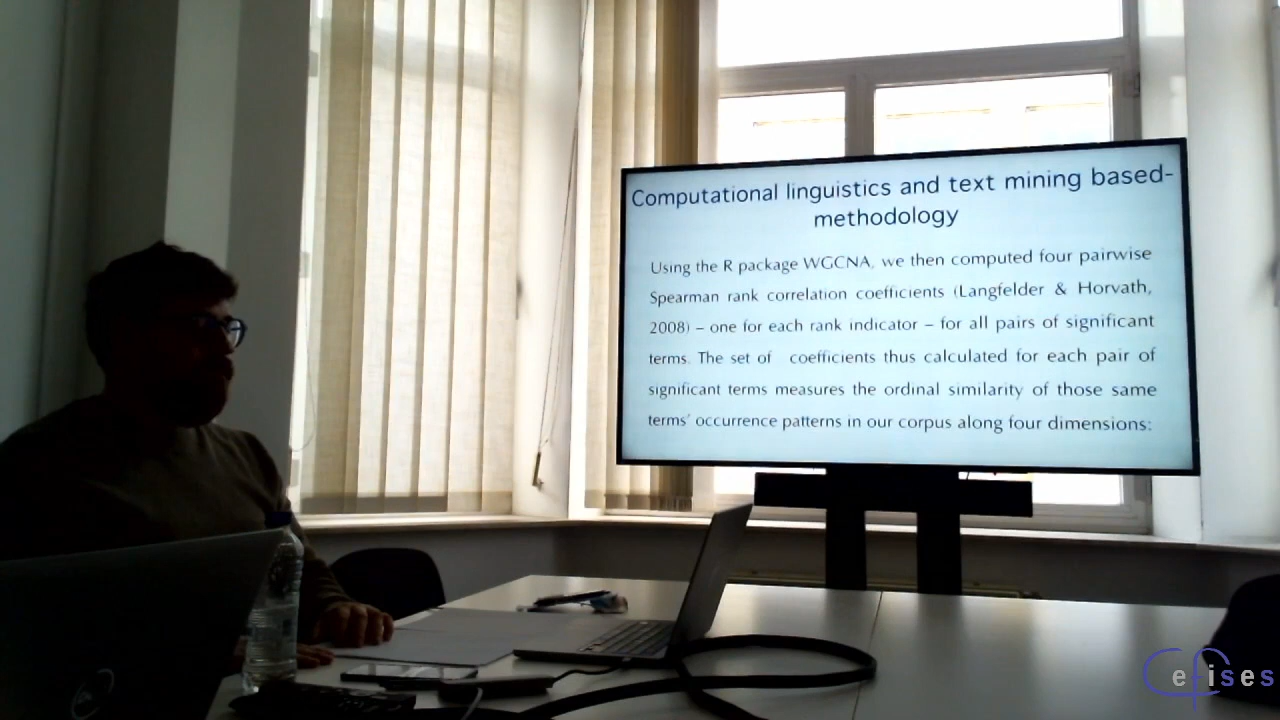 Computational linguistics and text mining based-
methodology
Using the R package WGCNA, we then computed four pairwise
Spearman rank correlation coefficients (Langfelder & Horvath,
2008) – one for each rank indicator – for all pairs of significant
terms. The set of coefficients thus calculated for each pair of
significant terms measures the ordinal similarity of those same
terms' occurrence patterns in our corpus along four dimensions:
Cefises